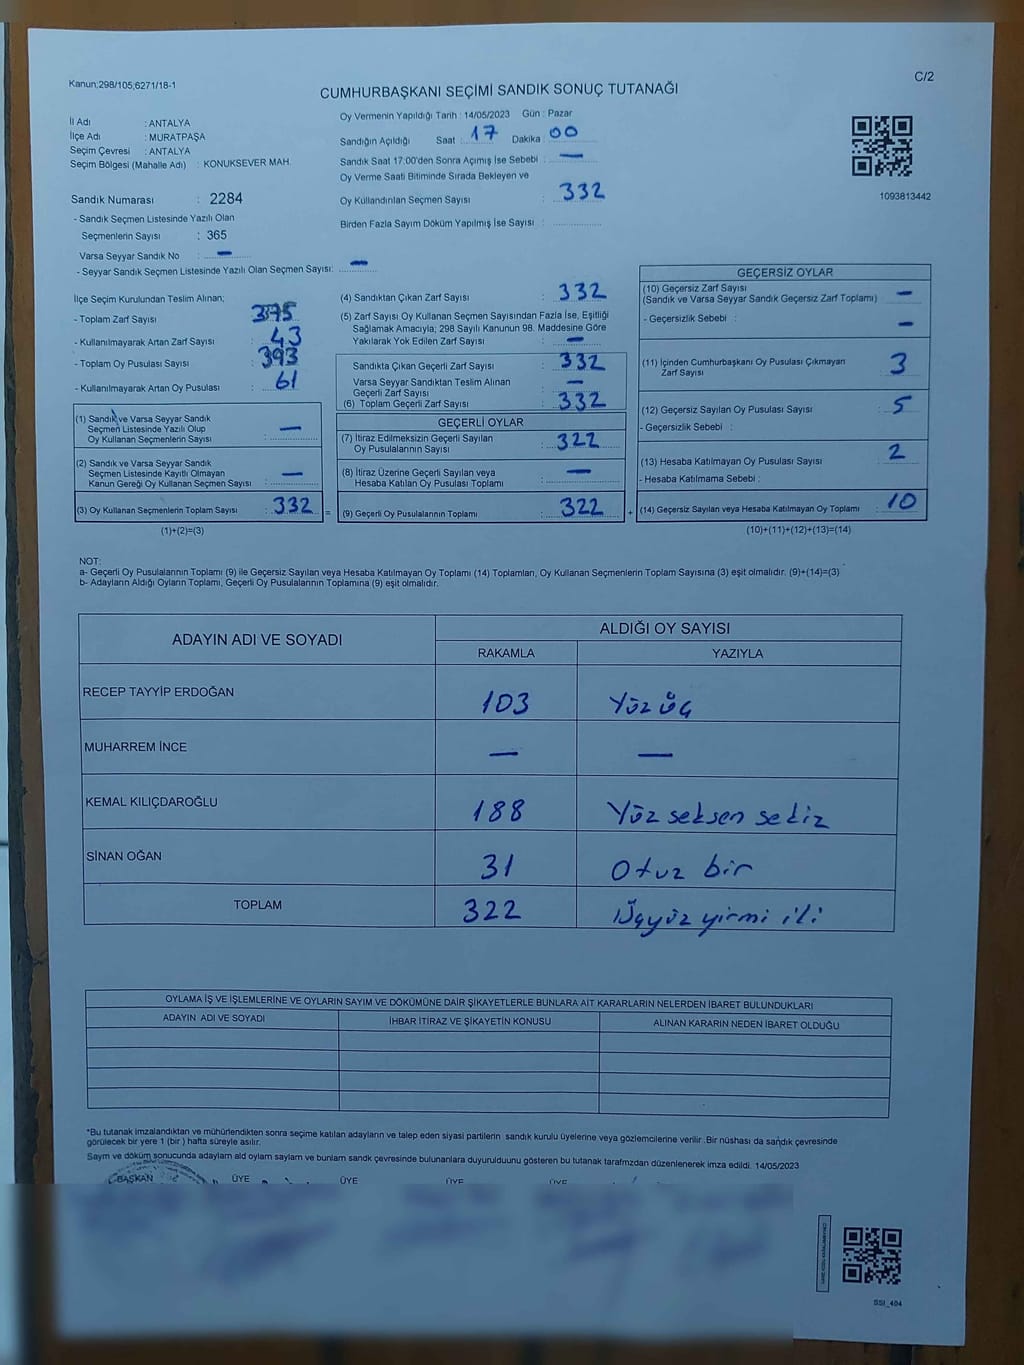 Kanun;298/105;6271/18-1
C/2
CUMHURBAŞKANI SEÇİMİ SANDIK SONUÇ TUTANAĞI
İl Adı : ANTALYA
İlçe Adı : MURATPAŞA
Seçim Çevresi : ANTALYA
Seçim Bölgesi (Mahalle Adı) : KONUKSEVER MAH.
Sandık Numarası : 2284
- Sandık Seçmen Listesinde Yazılı Olan
Seçmenlerin Sayısı : 365
Varsa Seyyar Sandık No : —
- Seyyar Sandık Seçmen Listesinde Yazılı Olan Seçmen Sayısı: —
Oy Vermenin Yapıldığı Tarih : 14/05/2023 Gün : Pazar
Sandığın Açıldığı Saat : 17 Dakika : 00
Sandık Saat 17:00'den Sonra Açımış İse Sebebi : —
Oy Verme Saati Bitiminde Sırada Bekleyen ve
Oy Kullandırılan Seçmen Sayısı : 332
Birden Fazla Sayım Döküm Yapılmış İse Sayısı :
1093813442
İlçe Seçim Kurulundan Teslim Alınan;
- Toplam Zarf Sayısı : 375
- Kullanılmayarak Artan Zarf Sayısı : 43
- Toplam Oy Pusulası Sayısı : 393
- Kullanılmayarak Artan Oy Pusulası : 61
(1) Sandık ve Varsa Seyyar Sandık
Seçmen Listesinde Yazılı Olup
Oy Kullanan Seçmenlerin Sayısı : —
(2) Sandık ve Varsa Seyyar Sandık
Seçmen Listesinde Kayıtlı Olmayan
Kanun Gereği Oy Kullanan Seçmen Sayısı : —
(3) Oy Kullanan Seçmenlerin Toplam Sayısı : 332
(1)+(2)=(3)
(4) Sandıktan Çıkan Zarf Sayısı : 332
(5) Zarf Sayısı Oy Kullanan Seçmen Sayısından Fazla İse, Eşitliği
Sağlamak Amacıyla; 298 Sayılı Kanunun 98. Maddesine Göre
Yakılarak Yok Edilen Zarf Sayısı : —
Sandıkta Çıkan Geçerli Zarf Sayısı : 332
Varsa Seyyar Sandıktan Teslim Alınan
Geçerli Zarf Sayısı : —
(6) Toplam Geçerli Zarf Sayısı : 332
GEÇERLİ OYLAR
(7) İtiraz Edilmeksizin Geçerli Sayılan
Oy Pusulalarının Sayısı : 322
(8) İtiraz Üzerine Geçerli Sayılan veya
Hesaba Katılan Oy Pusulası Toplamı : —
= (9) Geçerli Oy Pusulalarının Toplamı : 322
GEÇERSİZ OYLAR
(10) Geçersiz Zarf Sayısı
(Sandık ve Varsa Seyyar Sandık Geçersiz Zarf Toplamı) : —
- Geçersizlik Sebebi : —
(11) İçinden Cumhurbaşkanı Oy Pusulası Çıkmayan
Zarf Sayısı : 3
(12) Geçersiz Sayılan Oy Pusulası Sayısı : 5
- Geçersizlik Sebebi :
(13) Hesaba Katılmayan Oy Pusulası Sayısı : 2
- Hesaba Katılmama Sebebi :
+ (14) Geçersiz Sayılan veya Hesaba Katılmayan Oy Toplamı : 10
(10)+(11)+(12)+(13)=(14)
NOT:
a- Geçerli Oy Pusulalarının Toplamı (9) ile Geçersiz Sayılan veya Hesaba Katılmayan Oy Toplamı (14) Toplamları, Oy Kullanan Seçmenlerin Toplam Sayısına (3) eşit olmalıdır. (9)+(14)=(3)
b- Adayların Aldığı Oyların Toplamı, Geçerli Oy Pusulalarının Toplamına (9) eşit olmalıdır.
ADAYIN ADI VE SOYADI
ALDIĞI OY SAYISI
RAKAMLA YAZIYLA
RECEP TAYYİP ERDOĞAN 103 Yüz üç
MUHARREM İNCE — —
KEMAL KILIÇDAROĞLU 188 Yüz seksen sekiz
SİNAN OĞAN 31 Otuz bir
TOPLAM 322 Üçyüz yirmi iki
OYLAMA İŞ VE İŞLEMLERİNE VE OYLARIN SAYIM VE DÖKÜMÜNE DAİR ŞİKAYETLERLE BUNLARA AİT KARARLARIN NELERDEN İBARET BULUNDUKLARI
ADAYIN ADI VE SOYADI İHBAR İTİRAZ VE ŞİKAYETİN KONUSU ALINAN KARARIN NEDEN İBARET OLDUĞU
*Bu tutanak imzalandıktan ve mühürlendikten sonra seçime katılan adayların ve talep eden siyasi partilerin sandık kurulu üyelerine veya gözlemcilerine verilir .Bir nüshası da sandık çevresinde
görülecek bir yere 1 (bir ) hafta süreyle asılır.
Sayım ve döküm sonucunda adaylam ald oylam saylam ve bunlam sandk çevresinde bulunanlara duyurulduunu gösteren bu tutanak tarafmzdan düzenlenerek imza edildi. 14/05/2023
BAŞKAN ÜYE ÜYE ÜYE ÜYE
SSI_404